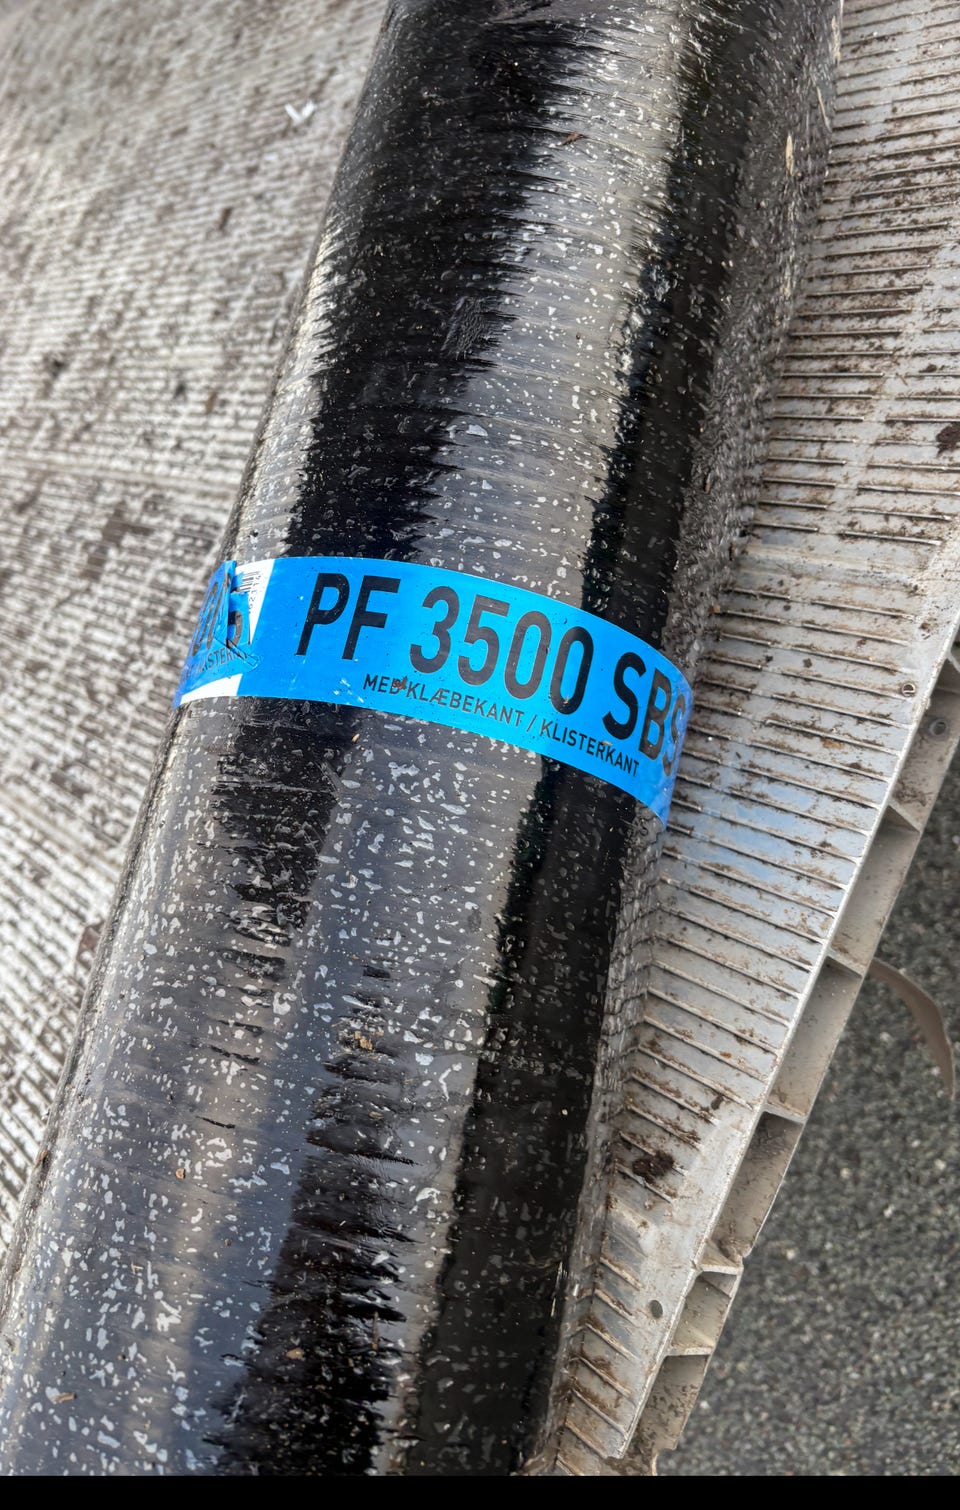 PF 3500 SBS
MED KLÆBEKANT / KLISTERKANT